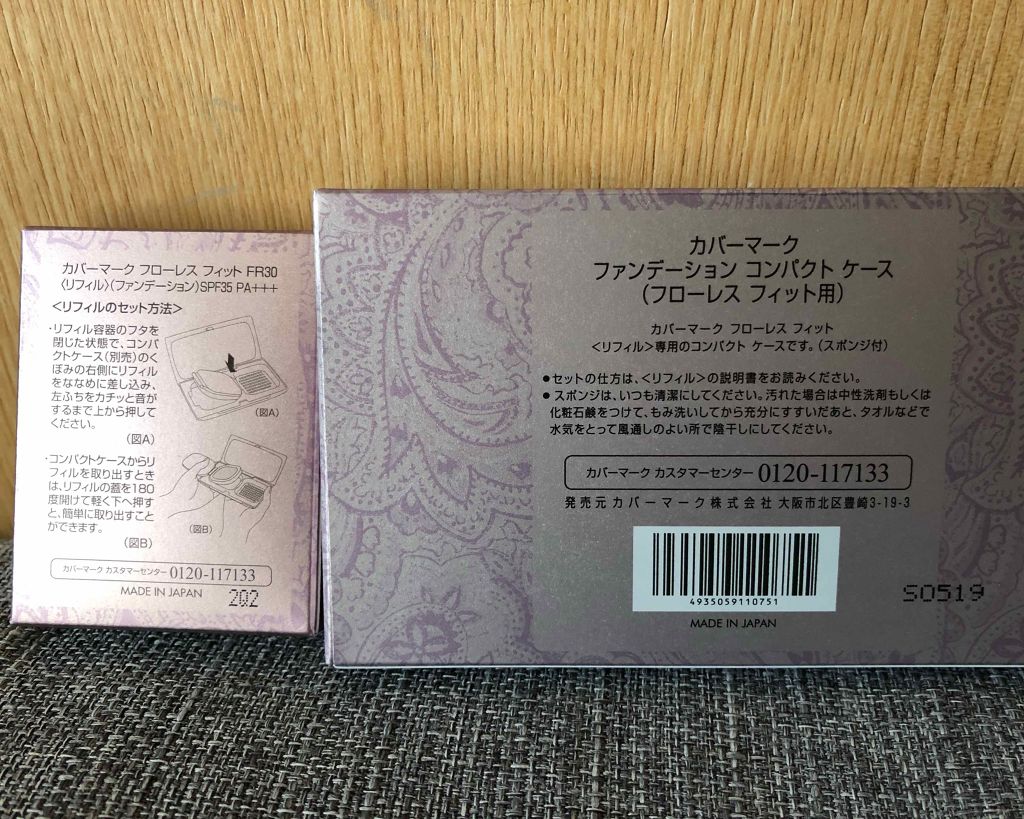 カバーマーク フローレス フィット FR30
〈リフィル〉(ファンデーション)SPF35 PA+++
<リフィルのセット方法>
・リフィル容器のフタを
閉じた状態で、コンパ
クトケース(別売)のく
ぼみの右側にリフィル
をななめに差し込み、
左ふちをカチッと音が
するまで上から押して
ください。
(図A)
(図A)
・コンパクトケースからリ
フィルを取り出すとき
は、リフィルの蓋を180
度開けて軽く下へ押す
と、簡単に取り出すこと
ができます。
(図B)
(図B)
カバーマーク カスタマーセンター 0120-117133
MADE IN JAPAN
2Q2
カバーマーク
ファンデーション コンパクト ケース
(フローレス フィット用)
カバーマーク フローレス フィット
<リフィル>専用のコンパクト ケースです。(スポンジ付)
●セットの仕方は、<リフィル>の説明書をお読みください。
●スポンジは、いつも清潔にしてください。汚れた場合は中性洗剤もしくは
化粧石鹸をつけて、もみ洗いしてから充分にすすいだあと、タオルなどで
水気をとって風通しのよい所で陰干しにしてください。
カバーマーク カスタマーセンター 0120-117133
発売元 カバーマーク株式会社 大阪市北区豊崎3-19-3
4935059110751
MADE IN JAPAN
S0519